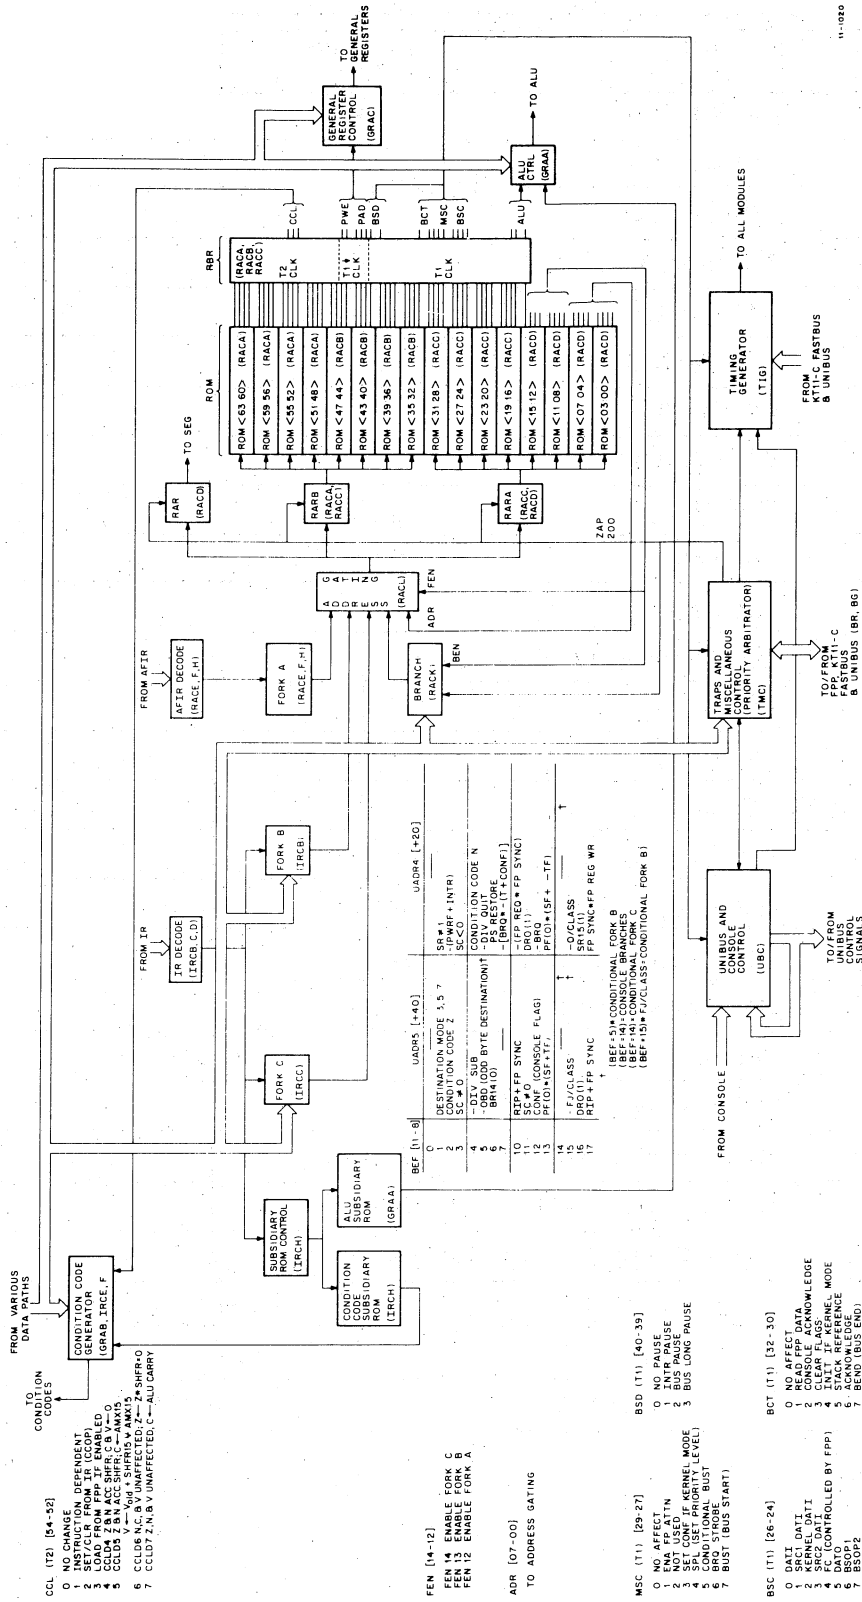 11-1020
TO
GENERAL
REGISTERS
GENERAL
REGISTER
CONTROL
(GRAC)
TO ALU
ALU
CTRL
(GRAA)
CCL
PWE
PAD
BSD
BCT
MSC
BSC
ALU
RBR
(RACA,
RACB,
RACC)
T2
CLK
T1
CLK
T1
CLK
TO ALL MODULES
ROM
ROM <63 60> (RACA)
ROM <59 56> (RACA)
ROM <55 52> (RACA)
ROM <51 48> (RACA)
ROM <47 44> (RACB)
ROM <43 40> (RACB)
ROM <39 36> (RACB)
ROM <35 32> (RACB)
ROM <31 28> (RACC)
ROM <27 24> (RACC)
ROM <23 20> (RACC)
ROM <19 16> (RACC)
ROM <15 12> (RACD)
ROM <11 08> (RACD)
ROM <07 04> (RACD)
ROM <03 00> (RACD)
TIMING
GENERATOR
(TIG)
FROM
KT11-C FASTBUS
& UNIBUS
TO SEG
RAR
(RACD)
RARB
(RACA,
RACC)
RARA
(RACC,
RACD)
ZAP
200
ADDRESS
GATING
(RACL)
ADR
FEN
FROM AFIR
AFIR DECODE
(RACE,F,H)
FORK A
(RACE,F,H)
BRANCH
(RACK)
BEN
TRAPS AND
MISCELLANEOUS
CONTROL
(PRIORITY ARBITRATOR)
(TMC)
TO/FROM
FPP, KT11-C
FASTBUS
& UNIBUS (BR, BG)
FROM IR
IR DECODE
(IRCB,C,D)
FORK B
(IRCB)
FORK C
(IRCC)
UNIBUS AND
CONSOLE
CONTROL
(UBC)
FROM CONSOLE
TO/FROM
UNIBUS
CONTROL
SIGNALS
SUBSIDIARY
ROM CONTROL
(IRCH)
ALU
SUBSIDIARY
ROM
(GRAA)
CONDITION
CODE
SUBSIDIARY
ROM
(IRCH)
BEF [11-8] UADR5 [+40] UADR4 [+20]
0
1 DESTINATION MODE 3,5 7 SR≠1
2 CONDITION CODE Z -(PWRF+INTR)
3 SC≠0 SC<0
4 -DIV SUB CONDITION CODE N
5 -OBD (ODD BYTE DESTINATION)† -DIV QUIT
6 BR14(0) PS RESTORE
7 -[BRQ*-(T+CONF)]
10 RIP+FP SYNC -(FP REQ * FP SYNC)
11 SC≠0 DR0(1)
12 CONF (CONSOLE FLAG) -BRQ
13 PF(0)*(SF+TF) PF(0)*(SF+-TF)
14 † †
15 -FJ/CLASS † -O/CLASS
16 DR0(1) SR15(1)
17 RIP+FP SYNC FP SYNC*FP REG WR
† (BEF=5)*CONDITIONAL FORK B
(BEF=14)=CONSOLE BRANCHES
(BEF=14)=CONDITIONAL FORK C
(BEF=15)*FJ/CLASS=CONDITIONAL FORK B)
FROM VARIOUS
DATA PATHS
TO
CONDITION
CODES
CONDITION CODE
GENERATOR
(GRAB, IRCE, F)
CCL (T2) [54-52]
0 NO CHANGE
1 INSTRUCTION DEPENDENT
2 SET/CLR FROM IR (CCOP)
3 LOAD FROM FPP IF ENABLED
4 CCLD4 Z & N ACC SHFR; C & V←0
5 CCLD5 Z & N ACC SHFR; C←AMX15
V←Vold + SHFR15 ∀ AMX15
6 CCLD6 N,C, & V UNAFFECTED; Z←Z*SHFR=0
7 CCLD7 Z,N, & V UNAFFECTED, C←ALU CARRY
FEN [14-12]
FEN 14 ENABLE FORK C
FEN 13 ENABLE FORK B
FEN 12 ENABLE FORK A
ADR [07-00]
TO ADDRESS GATING
MSC (T1) [29-27]
0 NO AFFECT
1 ENA FP ATTN
2 NOT USED
3 SET CONF IF KERNEL MODE
4 SPL (SET PRIORITY LEVEL)
5 CONDITIONAL BUST
6 BRQ STROBE
7 BUST (BUS START)
BSD (T1) [40-39]
0 NO PAUSE
1 INTR PAUSE
2 BUS PAUSE
3 BUS LONG PAUSE
BSC (T1) [26-24]
0 DATI
1 SRC1 DATI
2 KERNEL DATI
3 SRC2 DATI
4 FC (CONTROLLED BY FPP)
5 DATO
6 BSOP1
7 BSOP2
BCT (T1) [32-30]
0 NO AFFECT
1 READ FPP DATA
2 CONSOLE ACKNOWLEDGE
3 CLEAR FLAGS
4 INIT IF KERNEL MODE
5 STACK REFERENCE
6 ACKNOWLEDGE
7 BEND (BUS END)